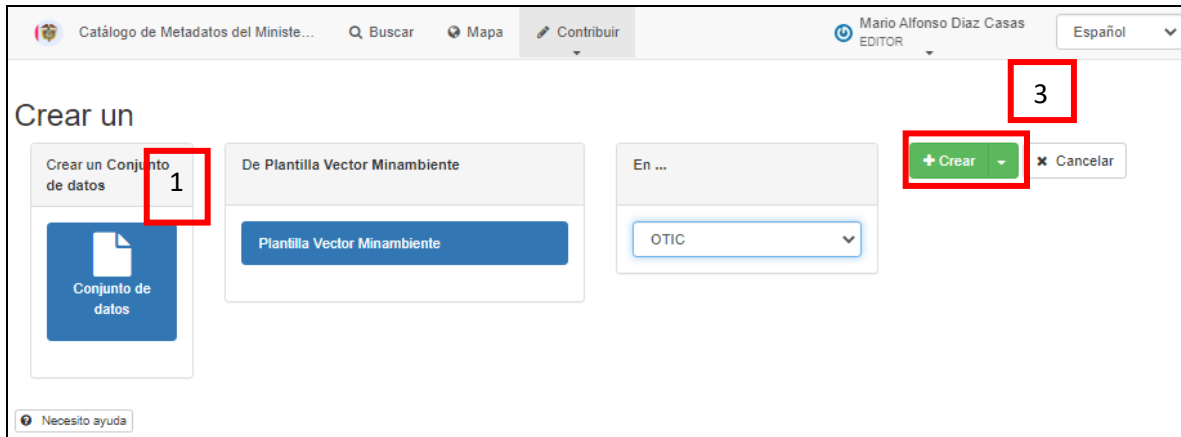 Catálogo de Metadatos del Ministe... Buscar Mapa Contribuir Mario Alfonso Diaz Casas Español
EDITOR
3
Crear un
Crear un Conjunto de datos
1
De Plantilla Vector Minambiente
En ...
+ Crear
× Cancelar
Conjunto de
datos
Plantilla Vector Minambiente
OTIC
Necesito ayuda